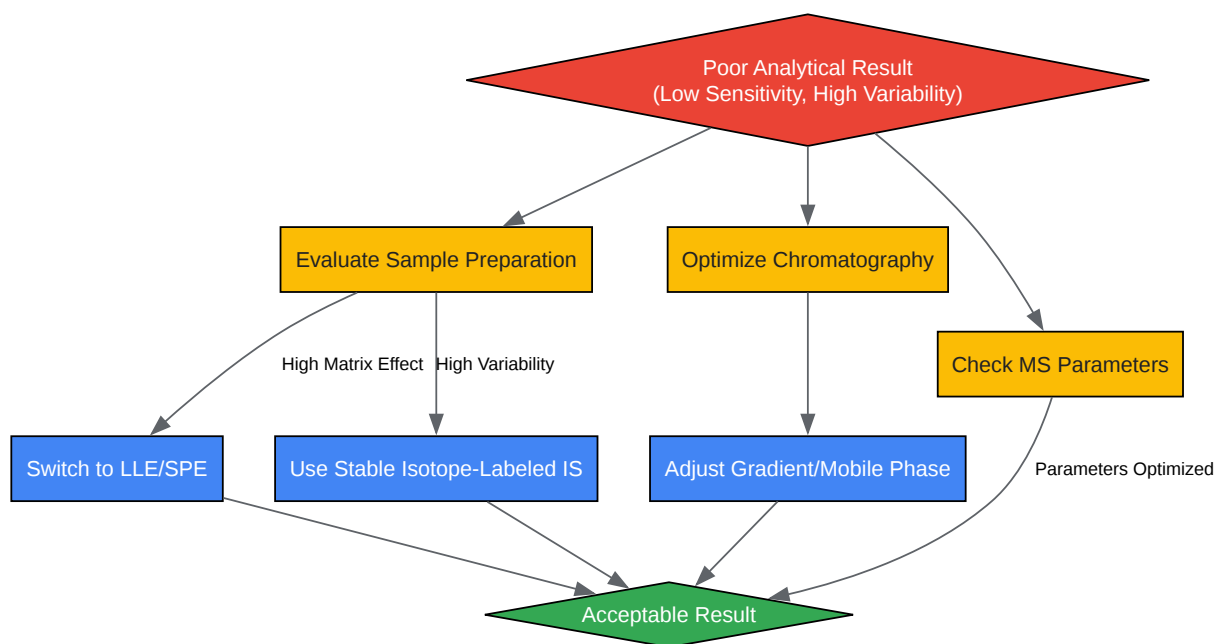 Poor Analytical Result
(Low Sensitivity, High Variability)
Evaluate Sample Preparation
Optimize Chromatography
High Matrix Effect
High Variability
Check MS Parameters
Switch to LLE/SPE
Use Stable Isotope-Labeled IS
Adjust Gradient/Mobile Phase
Parameters Optimized
Acceptable Result